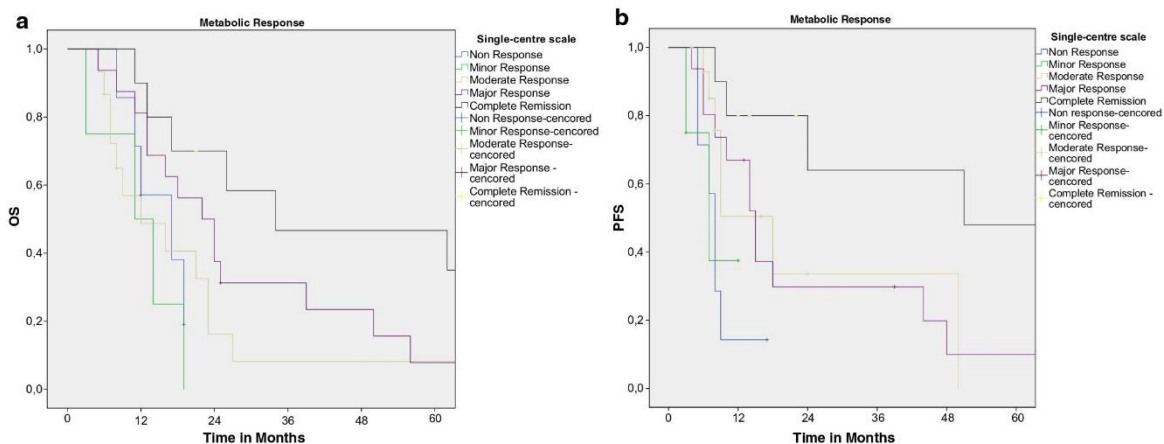 a
Metabolic Response
OS
1,0
0,8
0,6
0,4
0,2
0,0
0
12
24
36
48
60
Time in Months
Single-centre scale
Non Response
Minor Response
Moderate Response
Major Response
Complete Remission
Non Response-cencored
Minor Response-cencored
Moderate Response-
cencored
Major Response -
cencored
Complete Remission -
cencored
b
Metabolic Response
PFS
1,0
0,8
0,6
0,4
0,2
0,0
0
12
24
36
48
60
Time in Months
Single-centre scale
Non Response
Minor Response
Moderate Response
Major Response
Complete Remission
Non response-cencored
Minor Response-
cencored
Moderate Response-
cencored
Major Response-
cencored
Complete Remission -
cencored